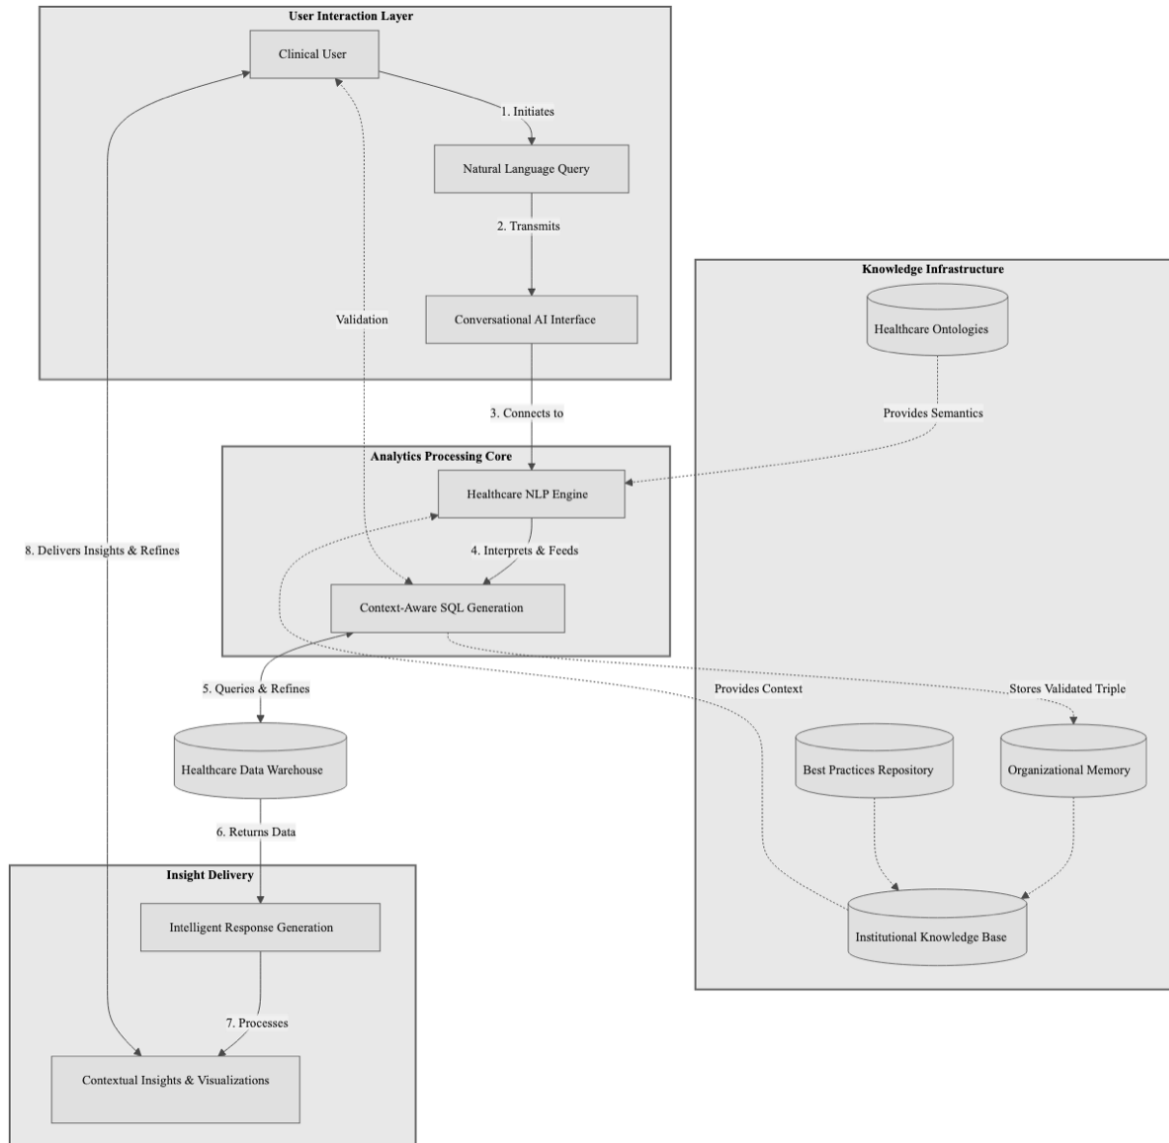 User Interaction Layer
Clinical User
1. Initiates
Natural Language Query
2. Transmits
Conversational AI Interface
Validation
3. Connects to
Knowledge Infrastructure
Healthcare Ontologies
Provides Semantics
Analytics Processing Core
Healthcare NLP Engine
8. Delivers Insights & Refines
4. Interprets & Feeds
Context-Aware SQL Generation
5. Queries & Refines
Provides Context
Stores Validated Triple
Healthcare Data Warehouse
Best Practices Repository
Organizational Memory
6. Returns Data
Insight Delivery
Intelligent Response Generation
Institutional Knowledge Base
7. Processes
Contextual Insights & Visualizations